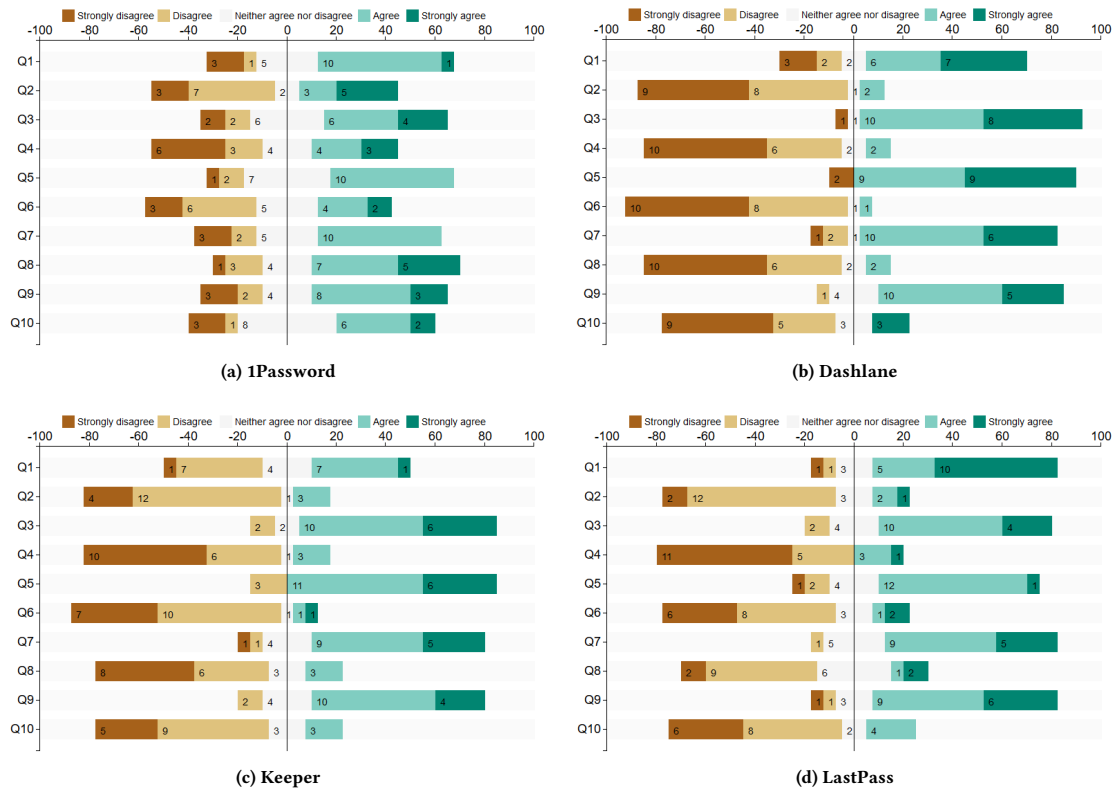 Strongly disagree Disagree Neither agree nor disagree Agree Strongly agree
-100 -80 -60 -40 -20 0 20 40 60 80 100
Q1 3 1 5 10 1
Q2 3 7 2 3 5
Q3 2 2 6 6 4
Q4 6 3 4 4 3
Q5 1 2 7 10
Q6 3 6 5 4 2
Q7 3 2 5 10
Q8 1 3 4 7 5
Q9 3 2 4 8 3
Q10 3 1 8 6 2
(a) 1Password
Strongly disagree Disagree Neither agree nor disagree Agree Strongly agree
-100 -80 -60 -40 -20 0 20 40 60 80 100
Q1 3 2 2 6 7
Q2 9 8 1 2
Q3 1 1 10 8
Q4 10 6 2 2
Q5 2 9 9
Q6 10 8 1 1
Q7 1 2 1 10 6
Q8 10 6 2 2
Q9 1 4 10 5
Q10 9 5 3 3
(b) Dashlane
Strongly disagree Disagree Neither agree nor disagree Agree Strongly agree
-100 -80 -60 -40 -20 0 20 40 60 80 100
Q1 1 7 4 7 1
Q2 4 12 1 3
Q3 2 2 10 6
Q4 10 6 1 3
Q5 3 11 6
Q6 7 10 1 1 1
Q7 1 1 4 9 5
Q8 8 6 3 3
Q9 2 4 10 4
Q10 5 9 3 3
(c) Keeper
Strongly disagree Disagree Neither agree nor disagree Agree Strongly agree
-100 -80 -60 -40 -20 0 20 40 60 80 100
Q1 1 1 3 5 10
Q2 2 12 3 2 1
Q3 2 4 10 4
Q4 11 5 3 1
Q5 1 2 4 12 1
Q6 6 8 3 1 2
Q7 1 5 9 5
Q8 2 9 6 1 2
Q9 1 1 3 9 6
Q10 6 8 2 4
(d) LastPass